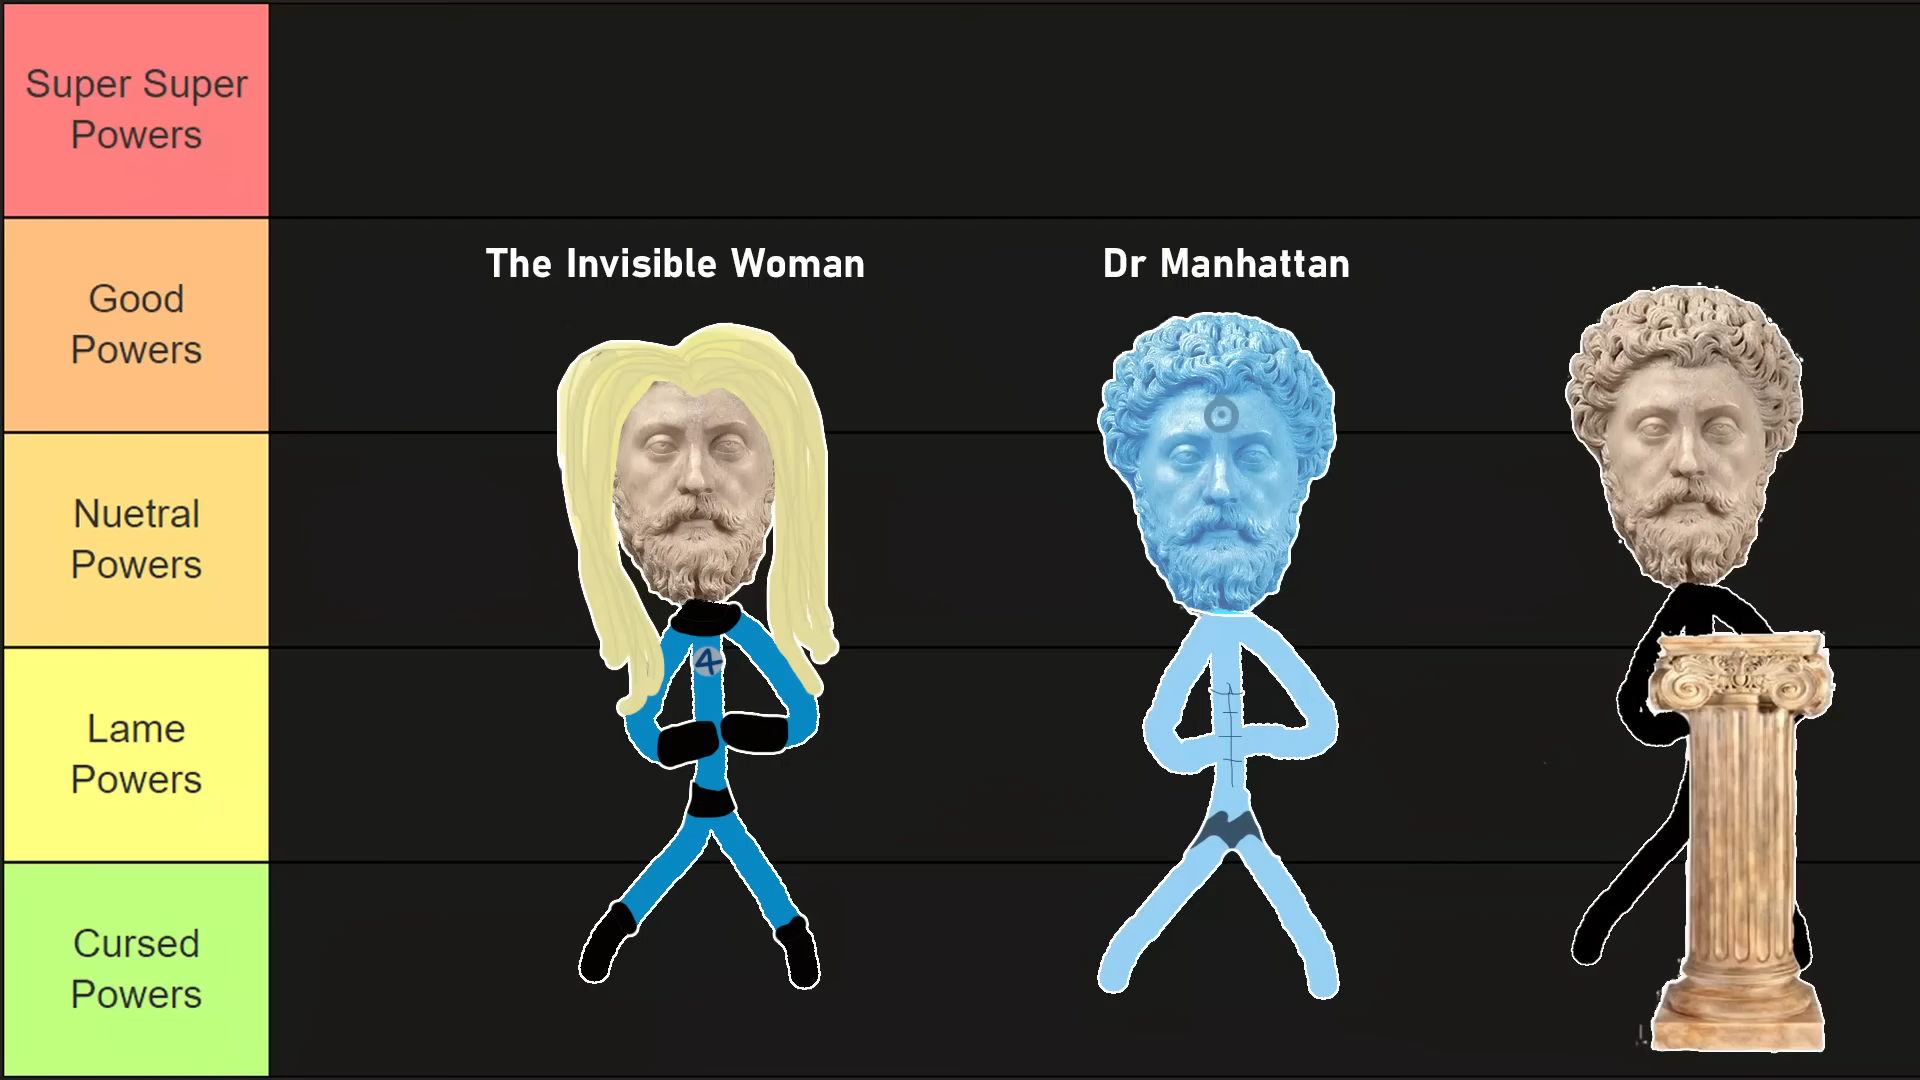 Super Super
Powers
The Invisible Woman
Dr Manhattan
Good
Powers
Nuetral
Powers
4
Lame
Powers
Cursed
Powers